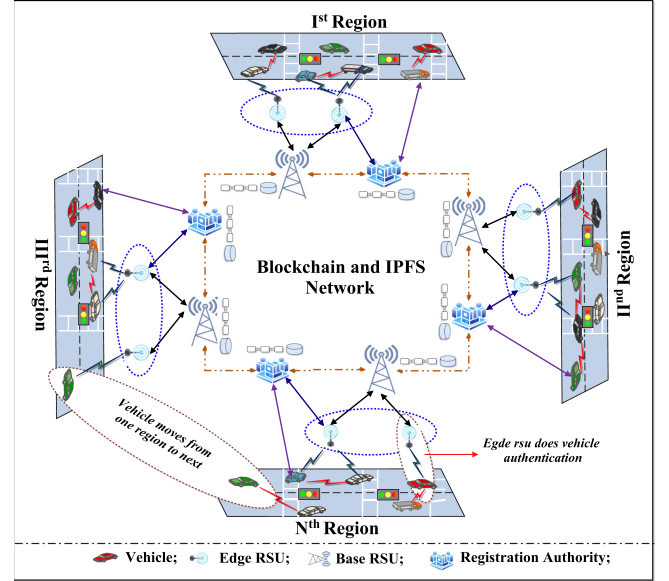 Ist Region
IIIrd Region
Blockchain and IPFS
Network
IInd Region
Vehicle moves from
one region to next
Egde rsu does vehicle
authentication
Nth Region
Vehicle; Edge RSU; Base RSU; Registration Authority;